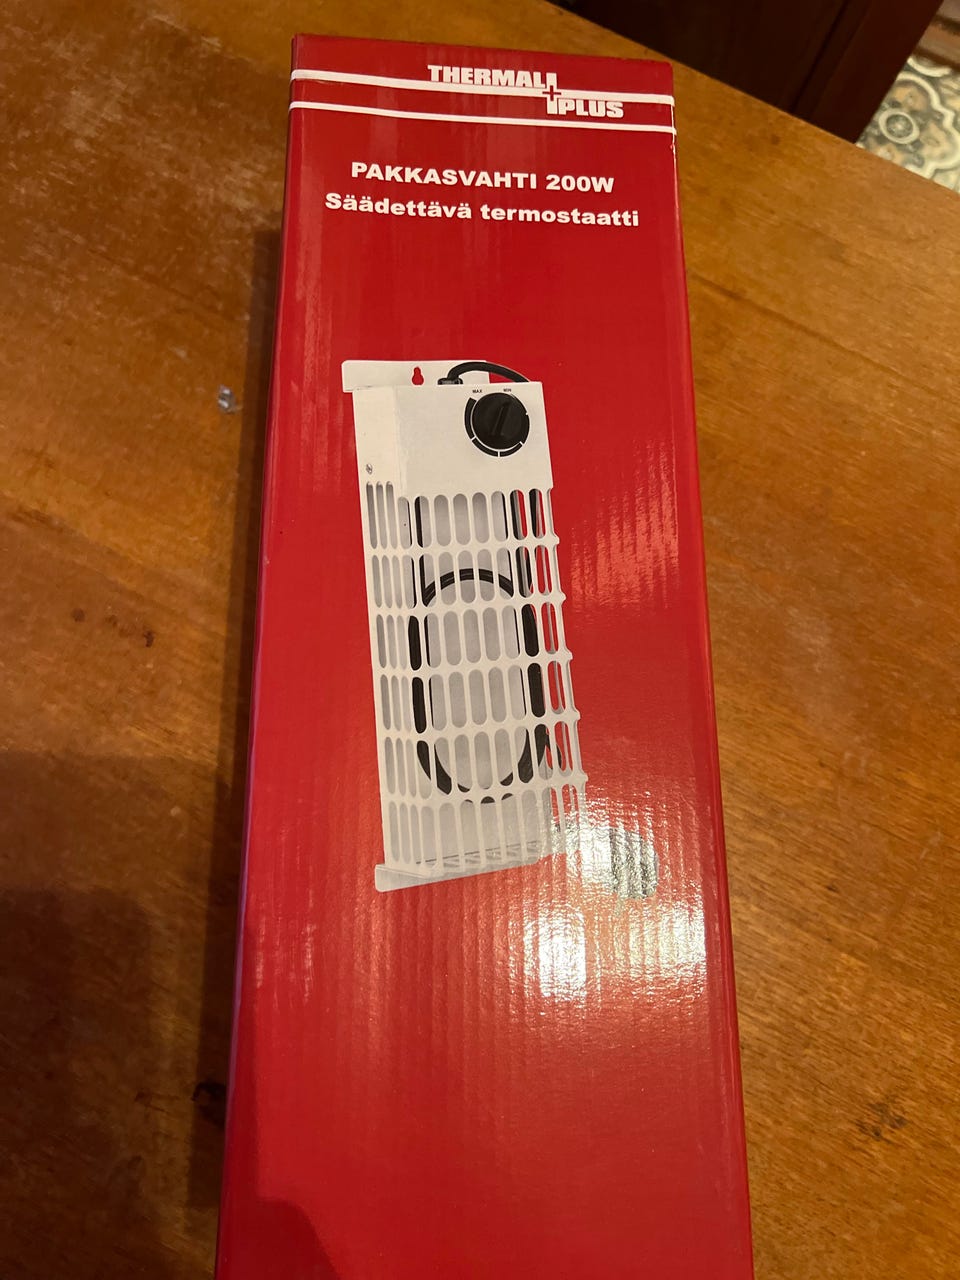 THERMAL
PLUS
PAKKASVAHTI 200W
Säädettävä termostaatti
MAX MIN